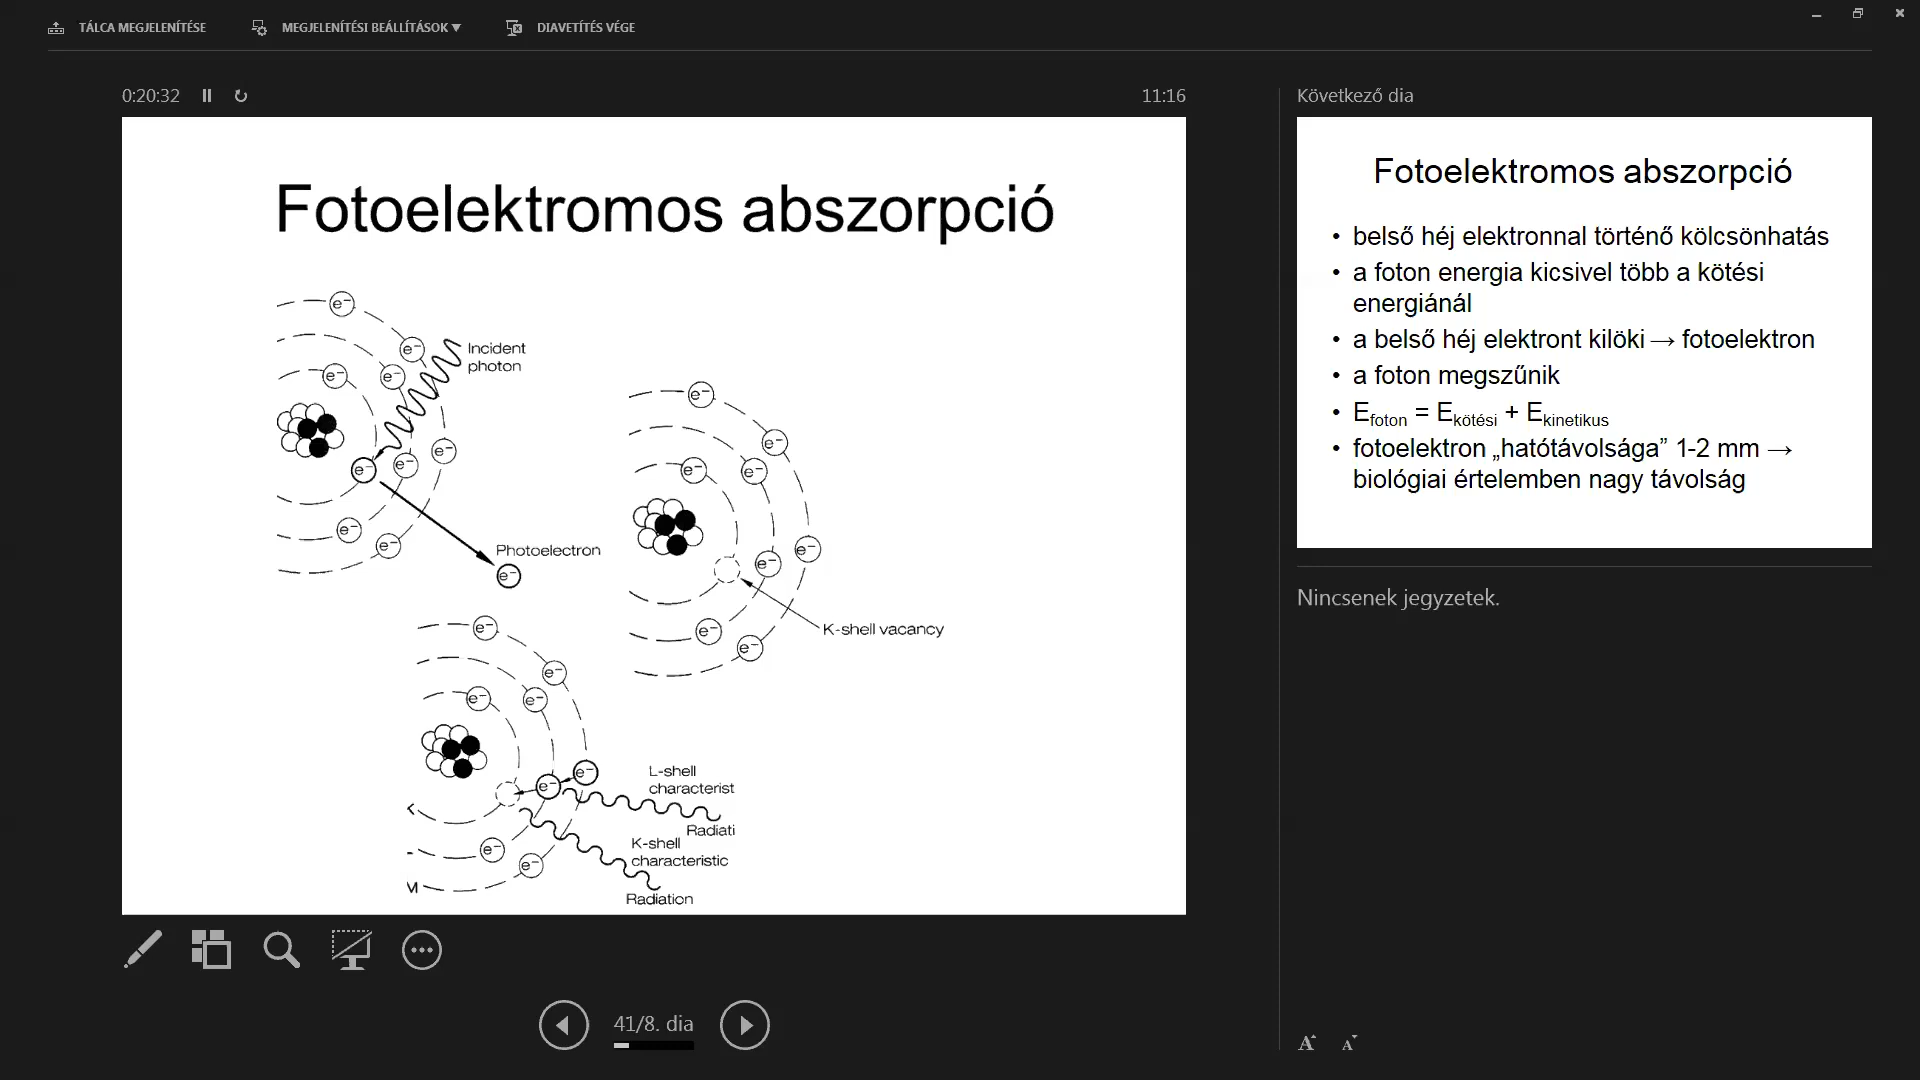 TÁLCA MEGJELENÍTÉSE
MEGJELENÍTÉSI BEÁLLÍTÁSOK ▼
DIAVETÍTÉS VÉGE
0:20:32
11:16
Fotoelektromos abszorpció
e⁻
e⁻
Incident
photon
e⁻
e⁻
e⁻
e⁻
e⁻
e⁻
e⁻
Photoelectron
e⁻
e⁻
e⁻
e⁻
e⁻
e⁻
e⁻
e⁻
e⁻
K-shell vacancy
e⁻
e⁻
e⁻
e⁻
e⁻
e⁻
e⁻
e⁻
L-shell
characterist
Radiati
K-shell
characteristic
Radiation
M
41/8. dia
Következő dia
Fotoelektromos abszorpció
• belső héj elektronnal történő kölcsönhatás
• a foton energia kicsivel több a kötési
energiánál
• a belső héj elektront kilöki → fotoelektron
• a foton megszűnik
• E_foton = E_kötési + E_kinetikus
• fotoelektron „hatótávolsága” 1-2 mm →
biológiai értelemben nagy távolság
Nincsenek jegyzetek.
A A